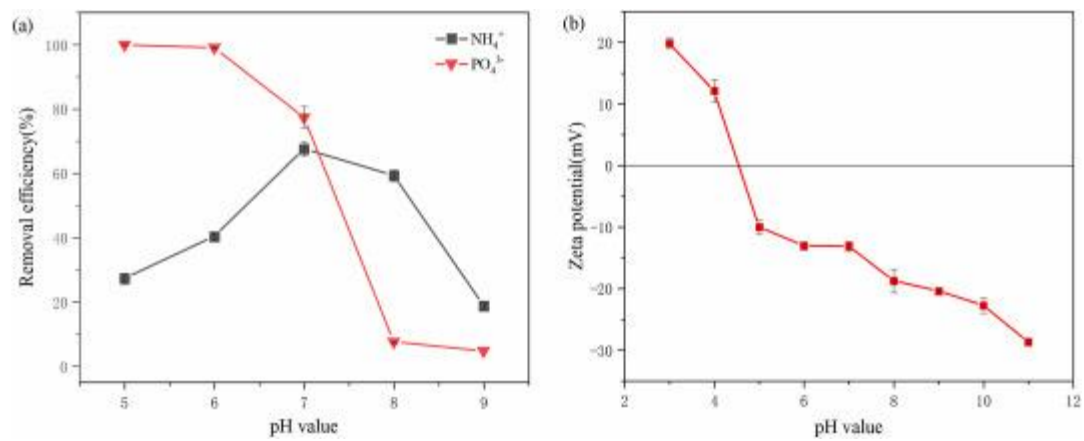 (a)
NH₄⁺
PO₄³⁻
100
80
60
40
20
0
Removal efficiency(%)
5 6 7 8 9
pH value
(b)
20
10
0
-10
-20
-30
Zeta potential(mV)
2 4 6 8 10 12
pH value